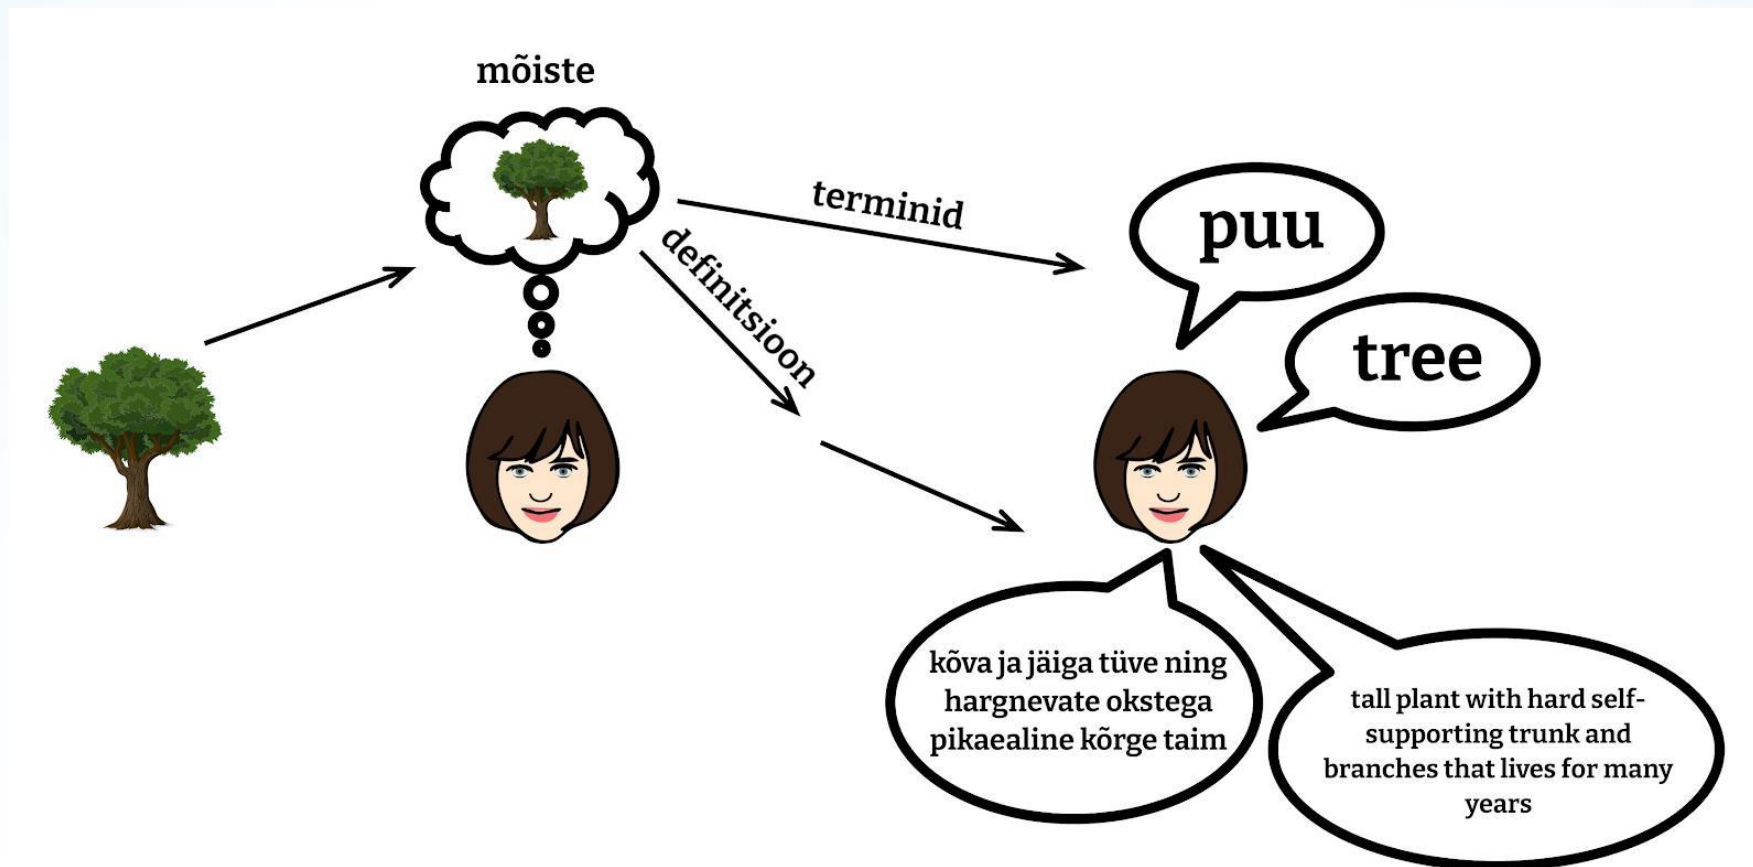 mõiste
terminid
definitsioon
puu
tree
kõva ja jäiga tüve ning
hargnevate okstega
pikaealine kõrge taim
tall plant with hard self-
supporting trunk and
branches that lives for many
years